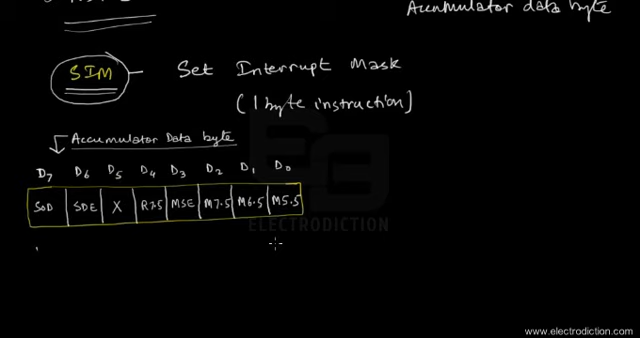 Accumulator data byte
SIM - Set Interrupt Mask
(1 byte instruction)
Accumulator Data byte
D7 D6 D5 D4 D3 D2 D1 D0
SOD SDE X R7.5 MSE M7.5 M6.5 M5.5
ELECTRODICTION
www.electrodiction.com